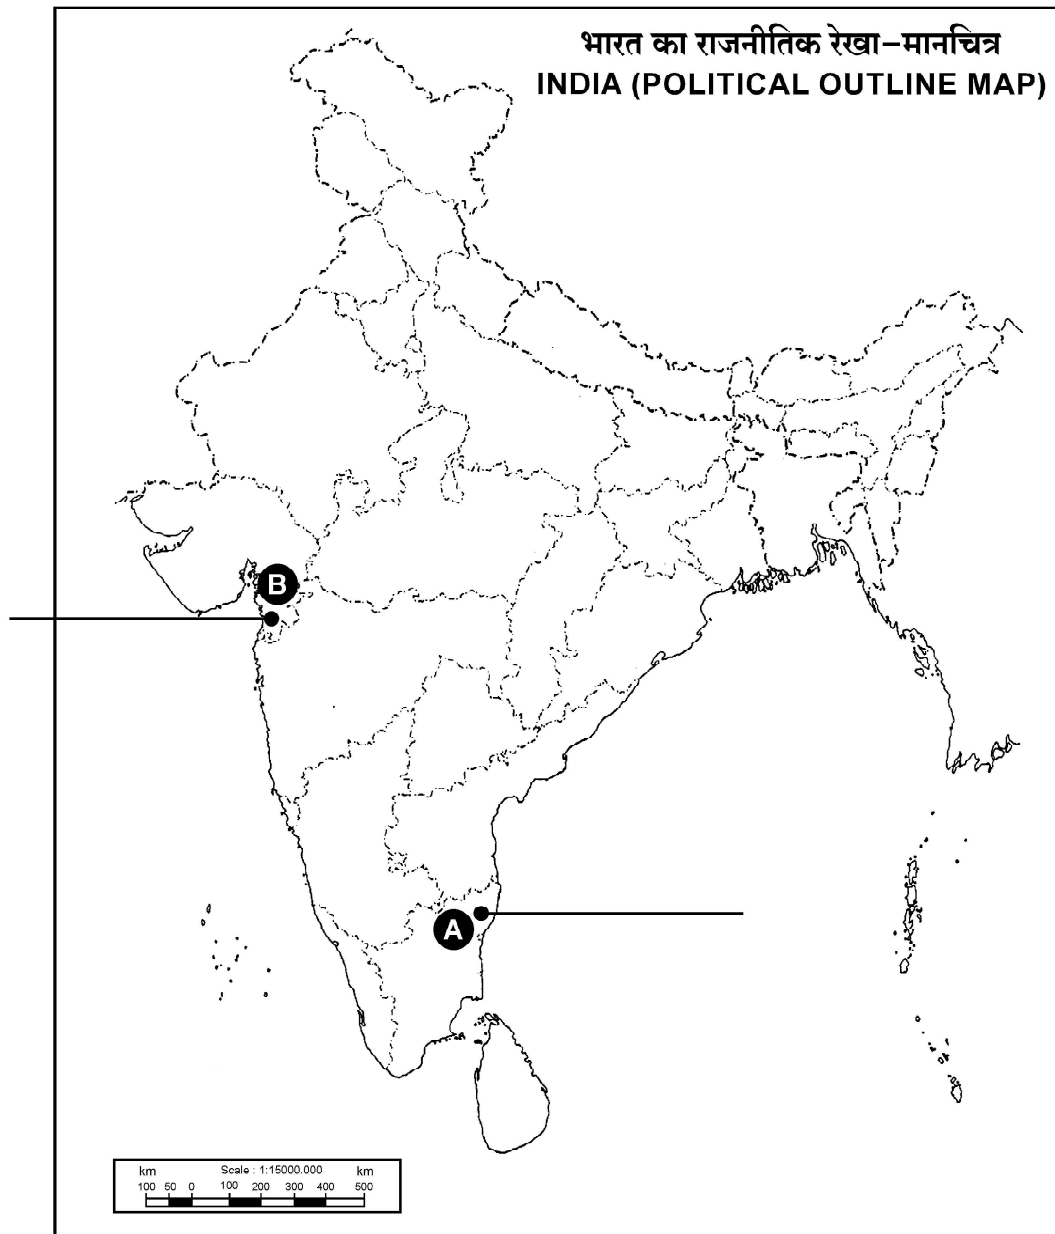 भारत का राजनीतिक रेखा–मानचित्र
INDIA (POLITICAL OUTLINE MAP)
B
A
km Scale : 1:15000.000 km
100 50 0 100 200 300 400 500